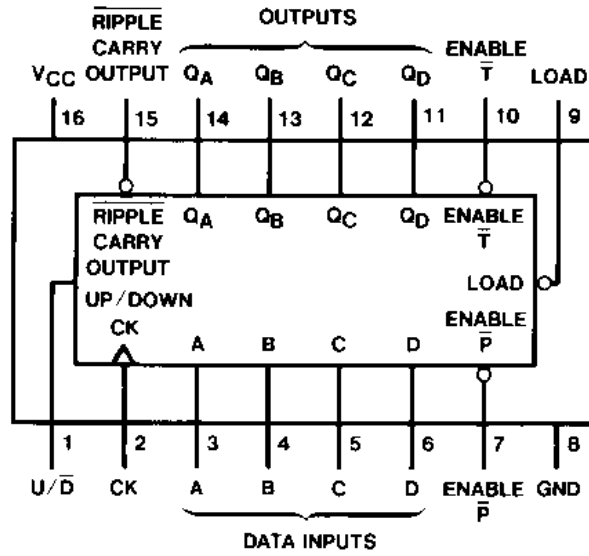 RIPPLE
CARRY
OUTPUT
OUTPUTS
ENABLE
T̅
VCC
QA QB QC QD
LOAD
16 15 14 13 12 11 10 9
RIPPLE
CARRY
OUTPUT
QA QB QC QD
ENABLE
T̅
LOAD
UP/DOWN
ENABLE
P̅
CK A B C D
1 2 3 4 5 6 7 8
U/D̅ CK A B C D ENABLE
P̅
GND
DATA INPUTS